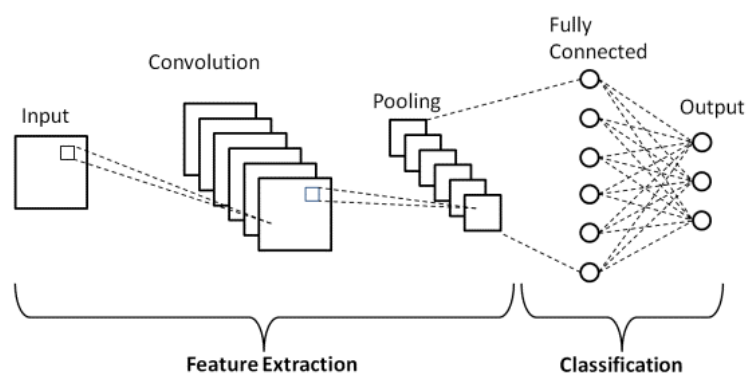 Input
Convolution
Pooling
Fully
Connected
Output
Feature Extraction
Classification